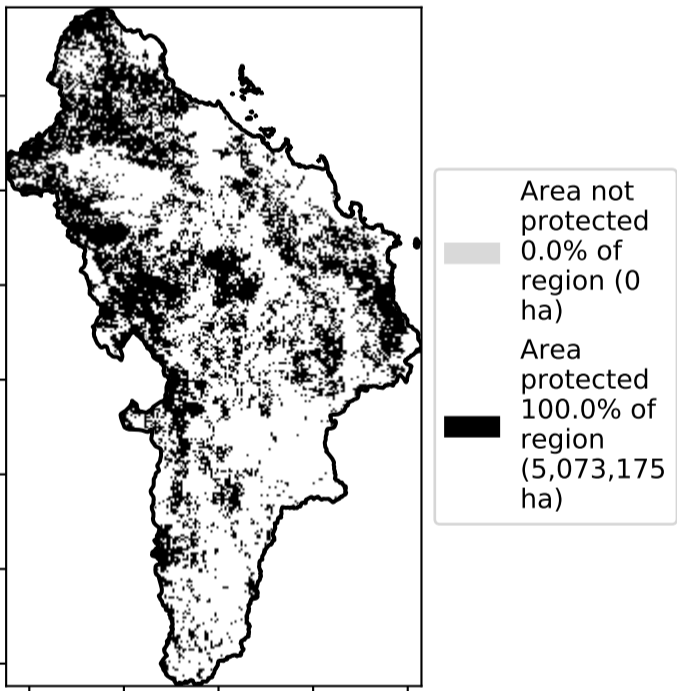 Area not
protected
0.0% of
region (0
ha)
Area
protected
100.0% of
region
(5,073,175
ha)